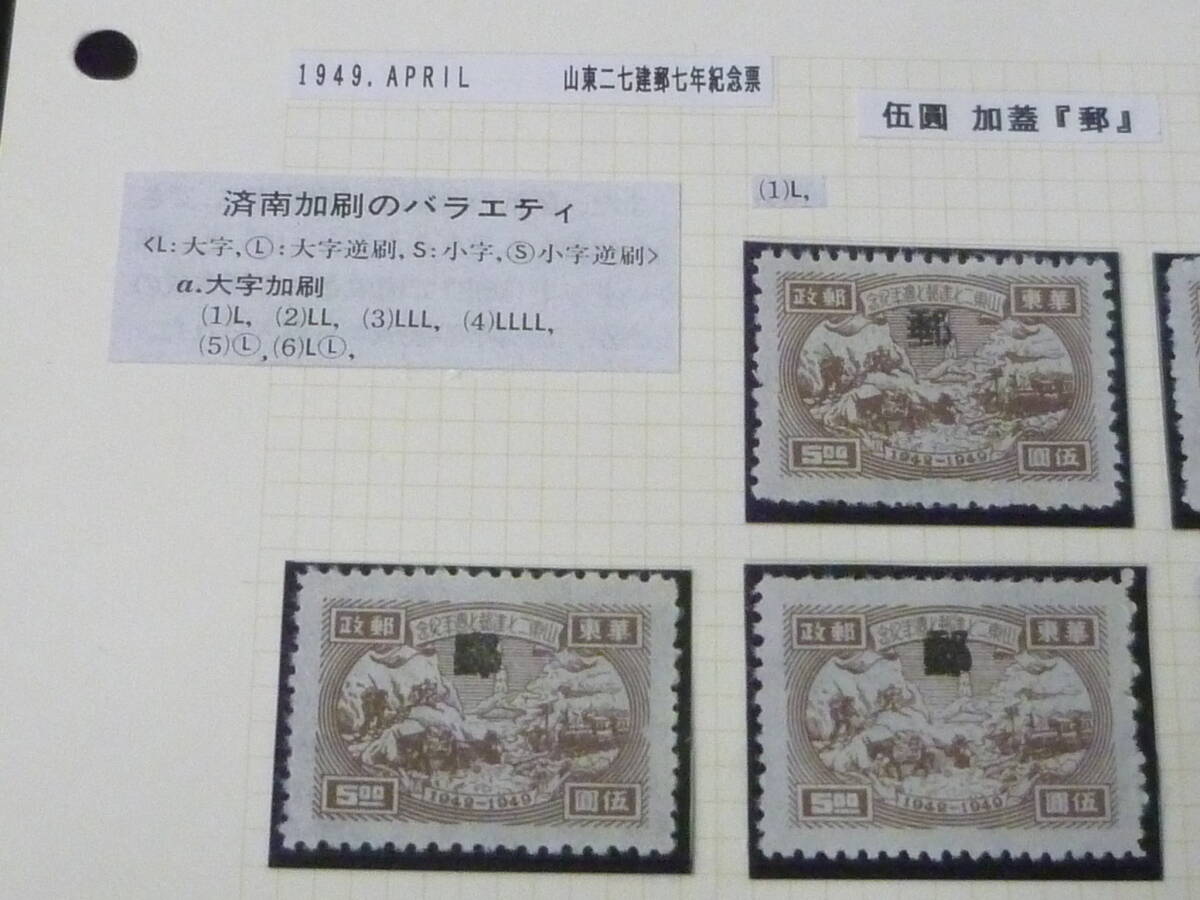 1949. APRIL 山東二七建郵七年紀念票
伍圓 加蓋『郵』
済南加刷のバラエティ
<L:大字,Ⓛ:大字逆刷, S:小字,Ⓢ小字逆刷>
a.大字加刷
(1)L, (2)LL, (3)LLL, (4)LLLL,
(5)Ⓛ, (6)LⓁ,
(1)L,
政郵 華東
郵
5.00 1942-1949 圓伍
政郵 華東
郵
5.00 1942-1949 圓伍
政郵 華東
郵
5.00 1942-1949 圓伍